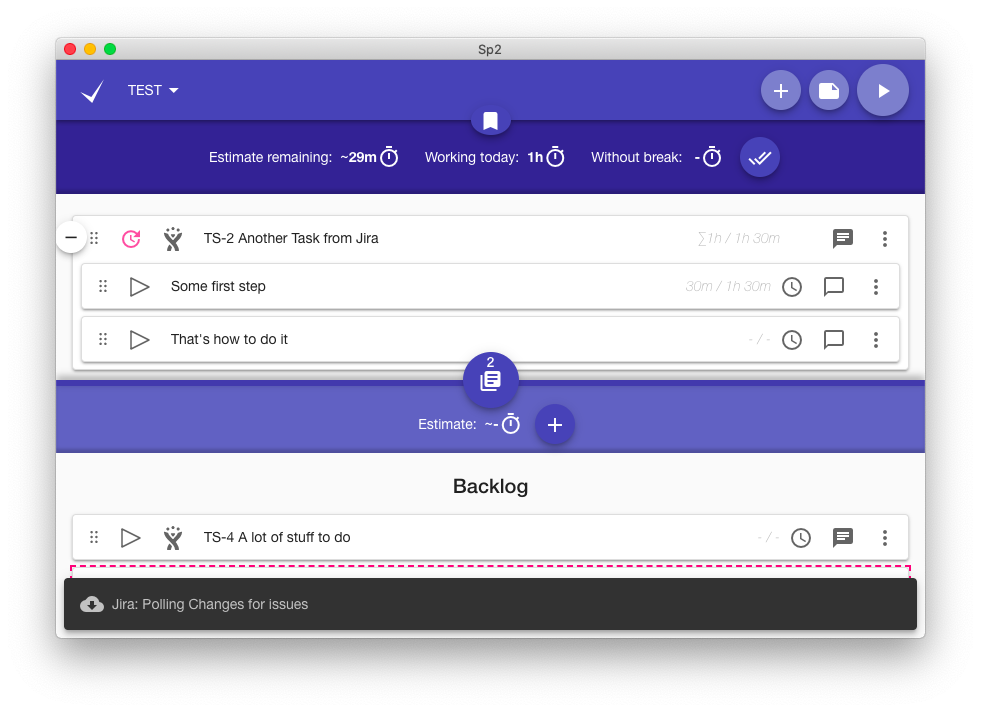 Sp2
TEST
Estimate remaining: ~29m Working today: 1h Without break: -
TS-2 Another Task from Jira ∑1h / 1h 30m
Some first step 30m / 1h 30m
That's how to do it - / -
2
Estimate: ~-
Backlog
TS-4 A lot of stuff to do - / -
Jira: Polling Changes for issues